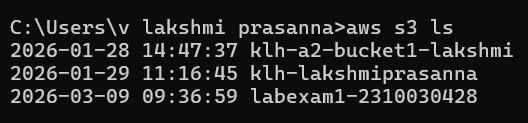 C:\Users\v lakshmi prasanna>aws s3 ls
2026-01-28 14:47:37 klh-a2-bucket1-lakshmi
2026-01-29 11:16:45 klh-lakshmiprasanna
2026-03-09 09:36:59 labexam1-2310030428